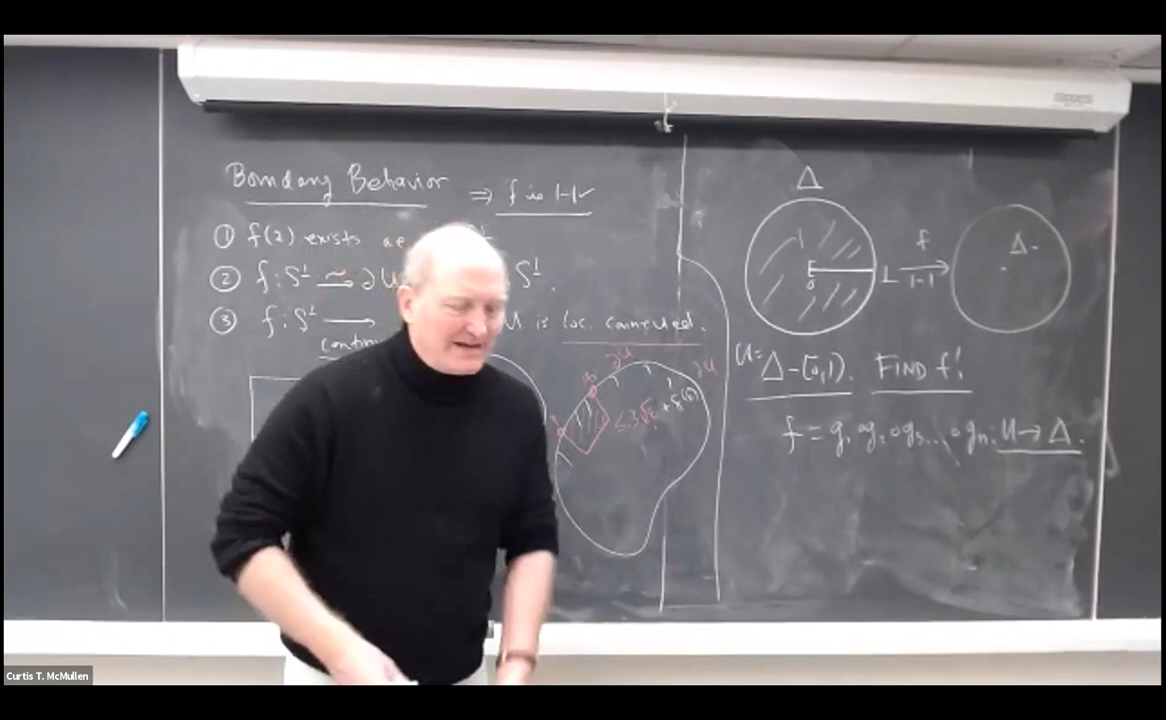 Boundary Behavior ⇒ f is 1-1 ✓
① f(z) exists ae
② f: S¹ ≃→ ∂U S¹.
③ f: S¹ → U is loc. connected.
∞
∂U
∂U
Δ
1
f
1-1
Δ
0
U = Δ - [0,1). FIND f!
f = g₁ ∘ g₂ ∘ g₃ ... ∘ gₙ: U → Δ.
Curtis T. McMullen